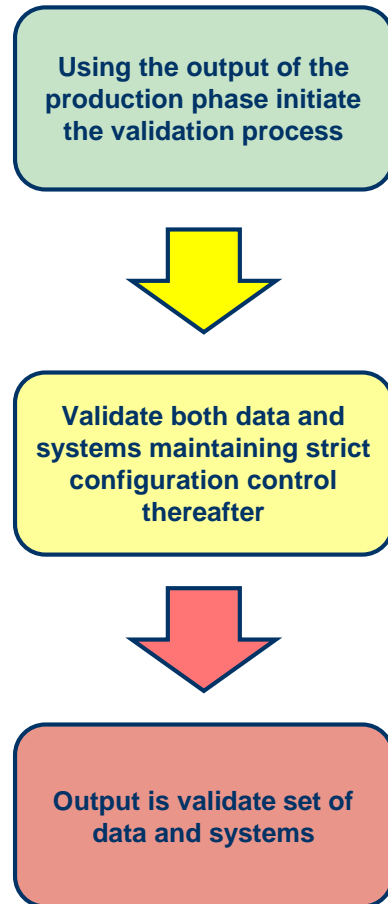 Using the output of the
production phase initiate
the validation process
Validate both data and
systems maintaining strict
configuration control
thereafter
Output is validate set of
data and systems